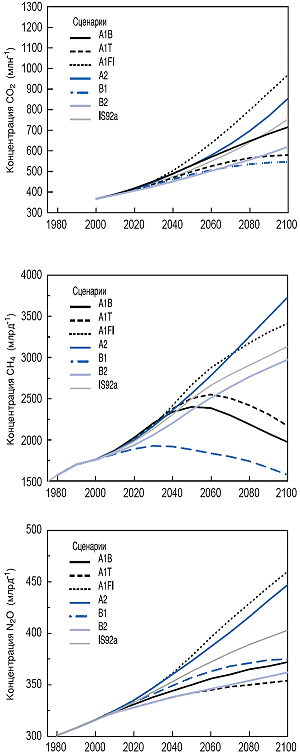 1300
1200
1100
1000
900
800
700
600
500
400
300
Концентрация CO₂ (млн⁻¹)
Сценарии
A1B
A1T
A1FI
A2
B1
B2
IS92a
1980 2000 2020 2040 2060 2080 2100
4000
3500
3000
2500
2000
1500
Концентрация CH₄ (млрд⁻¹)
Сценарии
A1B
A1T
A1FI
A2
B1
B2
IS92a
1980 2000 2020 2040 2060 2080 2100
500
450
400
350
300
Концентрация N₂O (млрд⁻¹)
Сценарии
A1B
A1T
A1FI
A2
B1
B2
IS92a
1980 2000 2020 2040 2060 2080 2100